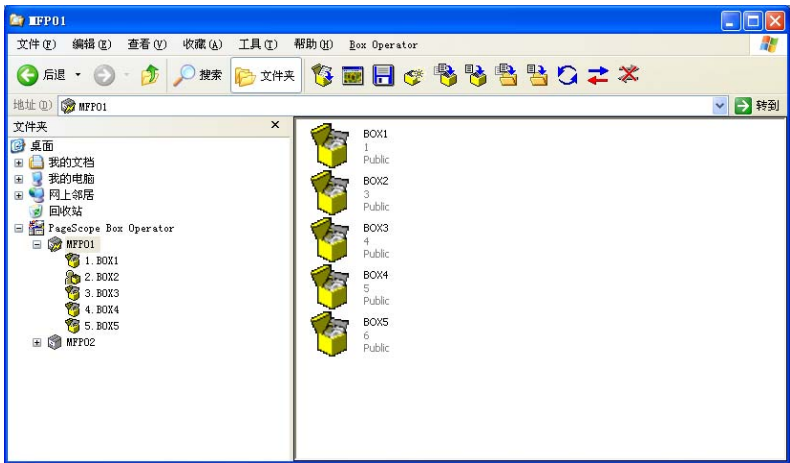 MFP01
文件(F) 编辑(E) 查看(V) 收藏(A) 工具(T) 帮助(H) Box Operator
后退 搜索 文件夹
地址(D) MFP01 转到
文件夹
桌面
我的文档
我的电脑
网上邻居
回收站
PageScope Box Operator
MFP01
1. BOX1
2. BOX2
3. BOX3
4. BOX4
5. BOX5
MFP02
BOX1
1
Public
BOX2
3
Public
BOX3
4
Public
BOX4
5
Public
BOX5
6
Public